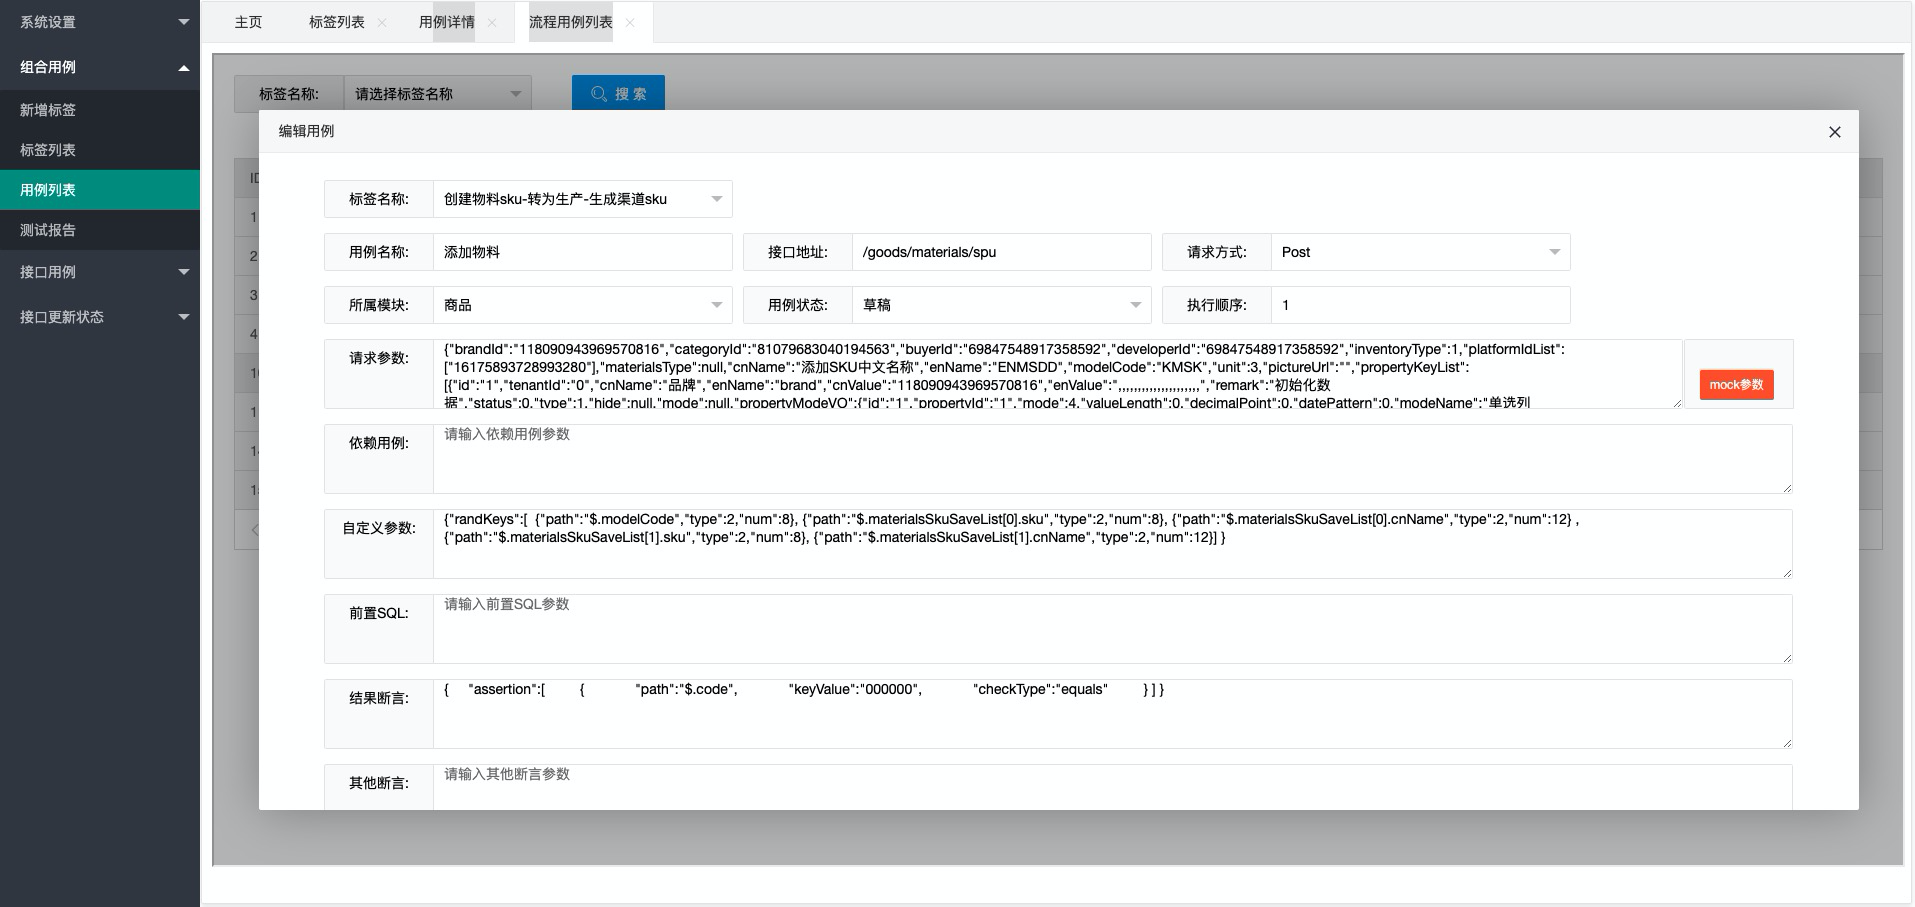 系统设置
组合用例
新增标签
标签列表
用例列表
测试报告
接口用例
接口更新状态
主页
标签列表
用例详情
流程用例列表
标签名称:
请选择标签名称
搜 索
编辑用例
标签名称:
创建物料sku-转为生产-生成渠道sku
用例名称:
添加物料
接口地址:
/goods/materials/spu
请求方式:
Post
所属模块:
商品
用例状态:
草稿
执行顺序:
1
请求参数:
{"brandId":"118090943969570816","categoryId":"81079683040194563","buyerId":"69847548917358592","developerId":"69847548917358592","inventoryType":1,"platformIdList":
["16175893728993280"],"materialsType":null,"cnName":"添加SKU中文名称","enName":"ENMSDD","modelCode":"KMSK","unit":3,"pictureUrl":"","propertyKeyList":
[{"id":"1","tenantId":"0","cnName":"品牌","enName":"brand","cnValue":"118090943969570816","enValue":",,,,,,,,,,,,,,,,,,,,,","remark":"初始化数
据","status":0,"type":1,"hide":null,"mode":null,"propertyModeVO":{"id":"1","propertyId":"1","mode":4,"valueLength":0,"decimalPoint":0,"datePattern":0,"modeName":"单选列
mock参数
依赖用例:
请输入依赖用例参数
自定义参数:
{"randKeys":[ {"path":"$.modelCode","type":2,"num":8}, {"path":"$.materialsSkuSaveList[0].sku","type":2,"num":8}, {"path":"$.materialsSkuSaveList[0].cnName","type":2,"num":12} ,
{"path":"$.materialsSkuSaveList[1].sku","type":2,"num":8}, {"path":"$.materialsSkuSaveList[1].cnName","type":2,"num":12}] }
前置SQL:
请输入前置SQL参数
结果断言:
{ "assertion":[ { "path":"$.code", "keyValue":"000000", "checkType":"equals" } ] }
其他断言:
请输入其他断言参数